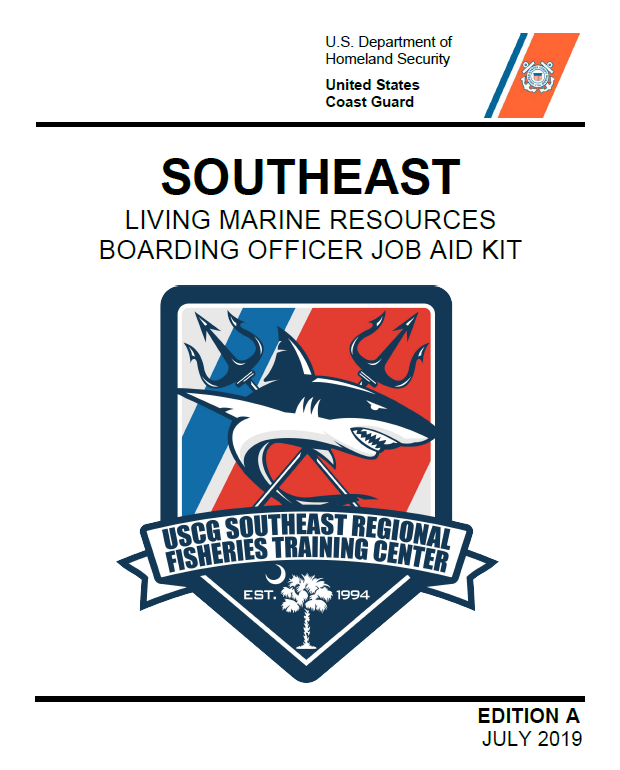 U.S. Department of
Homeland Security
United States
Coast Guard
SOUTHEAST
LIVING MARINE RESOURCES
BOARDING OFFICER JOB AID KIT
USCG SOUTHEAST REGIONAL
FISHERIES TRAINING CENTER
EST. 1994
EDITION A
JULY 2019